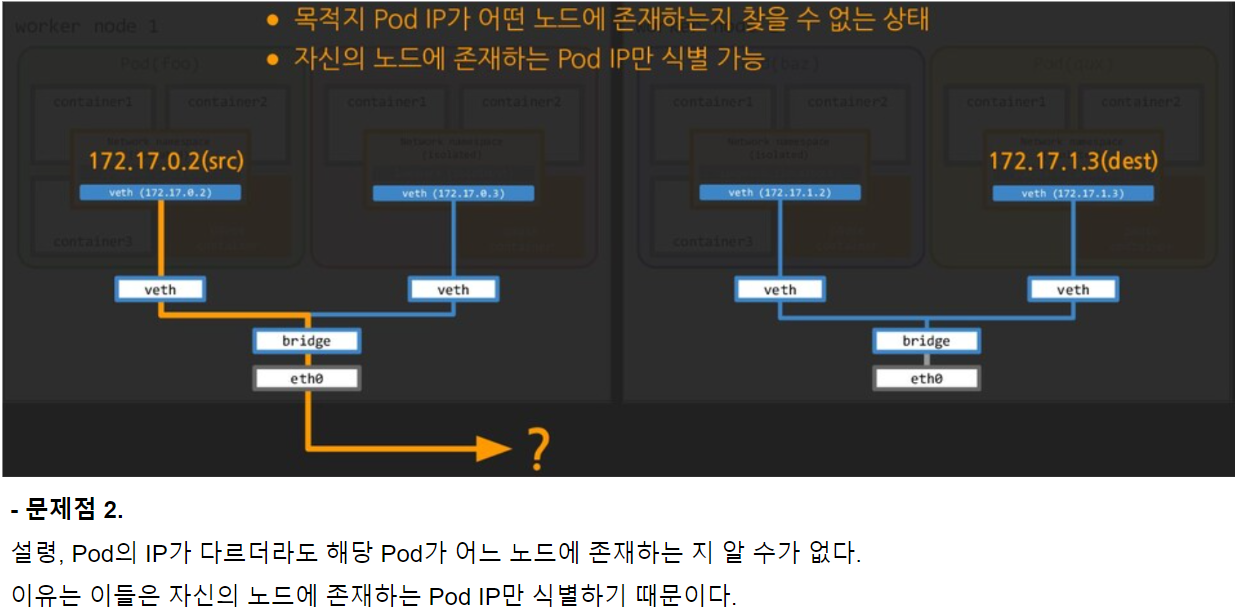 ● 목적지 Pod IP가 어떤 노드에 존재하는지 찾을 수 없는 상태
worker node 1
● 자신의 노드에 존재하는 Pod IP만 식별 가능
Pod(foo)
container1 container2 container1 container2 container1 container2 container1 container2
Network namespace
(isolated) (isolated)
172.17.0.2(src) 172.17.1.3(dest)
veth (172.17.0.2) veth (172.17.0.3) veth (172.17.1.2) veth (172.17.1.3)
container3 container3
veth veth veth veth
bridge bridge
eth0 eth0
?
- 문제점 2.
설령, Pod의 IP가 다르더라도 해당 Pod가 어느 노드에 존재하는 지 알 수가 없다.
이유는 이들은 자신의 노드에 존재하는 Pod IP만 식별하기 때문이다.